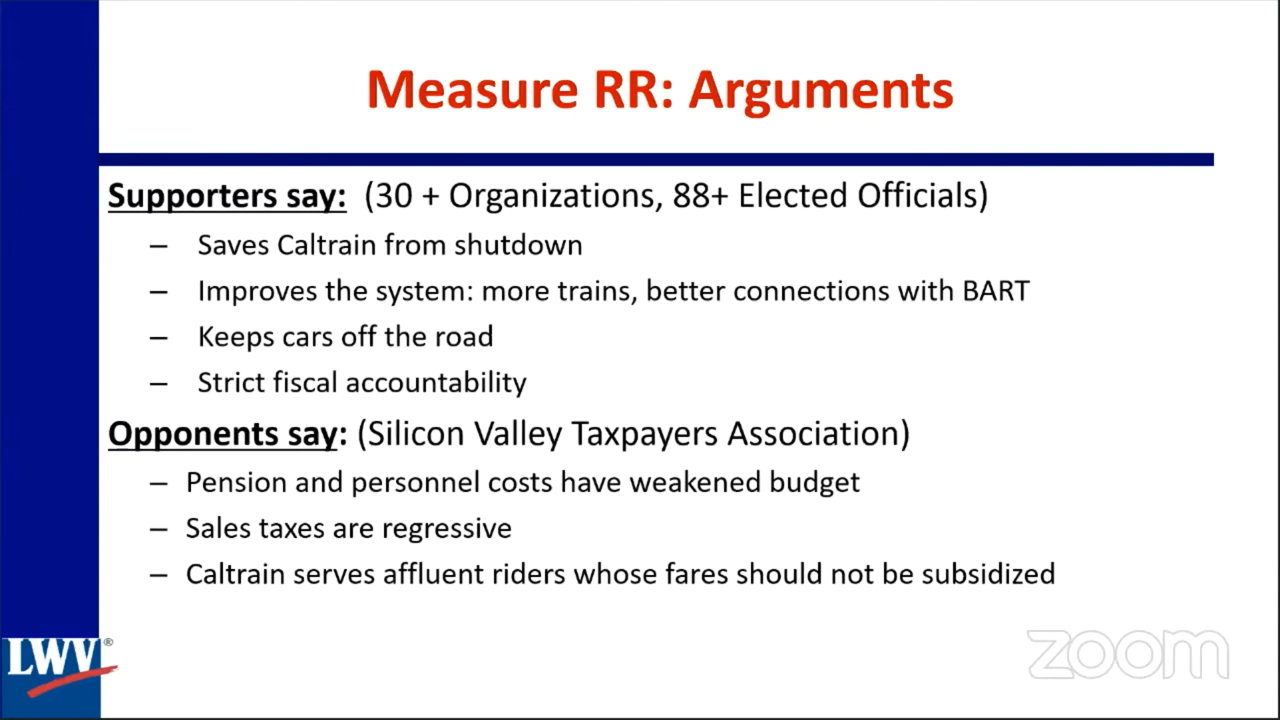 Measure RR: Arguments
Supporters say: (30 + Organizations, 88+ Elected Officials)
– Saves Caltrain from shutdown
– Improves the system: more trains, better connections with BART
– Keeps cars off the road
– Strict fiscal accountability
Opponents say: (Silicon Valley Taxpayers Association)
– Pension and personnel costs have weakened budget
– Sales taxes are regressive
– Caltrain serves affluent riders whose fares should not be subsidized
LWV®
zoom